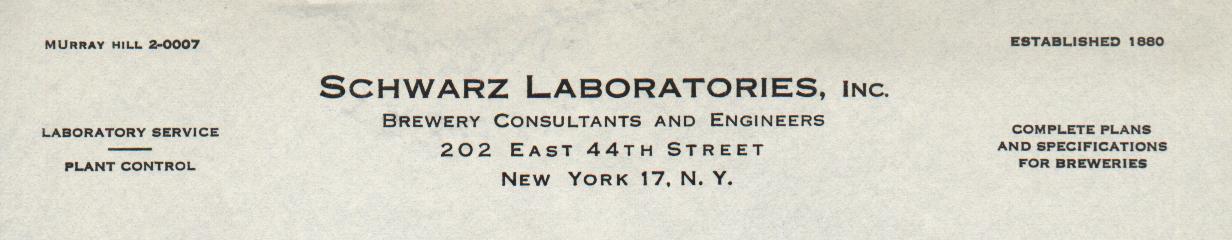 MURRAY HILL 2-0007
ESTABLISHED 1880
SCHWARZ LABORATORIES, INC.
BREWERY CONSULTANTS AND ENGINEERS
202 EAST 44TH STREET
NEW YORK 17, N. Y.
LABORATORY SERVICE
PLANT CONTROL
COMPLETE PLANS
AND SPECIFICATIONS
FOR BREWERIES